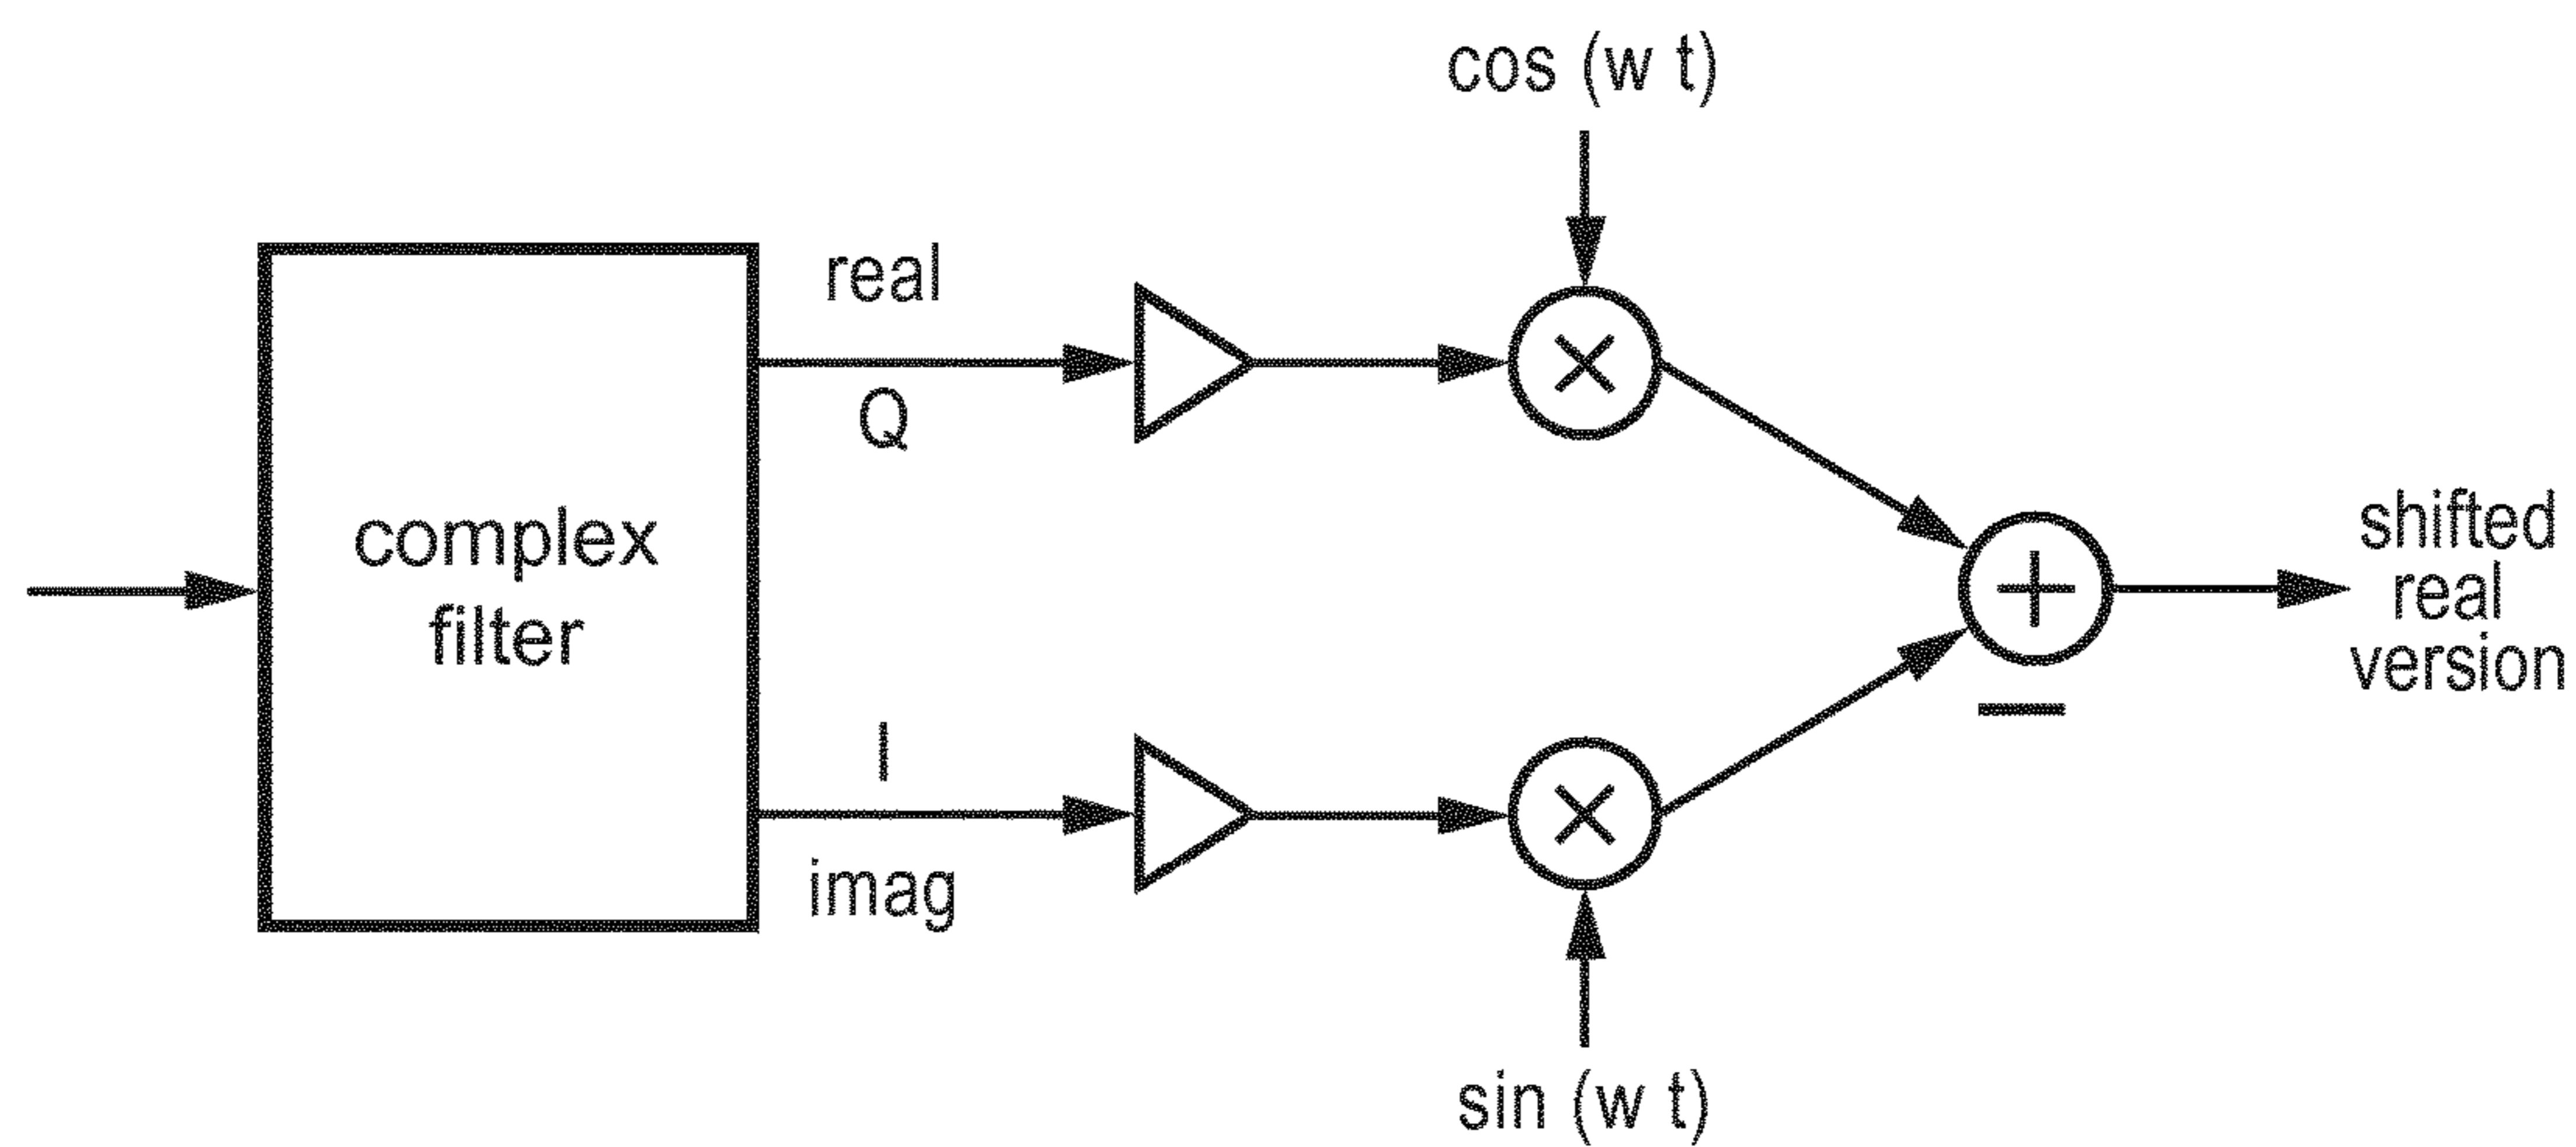 cos (w t)
real
Q
complex
filter
shifted
real
version
I
imag
sin (w t)